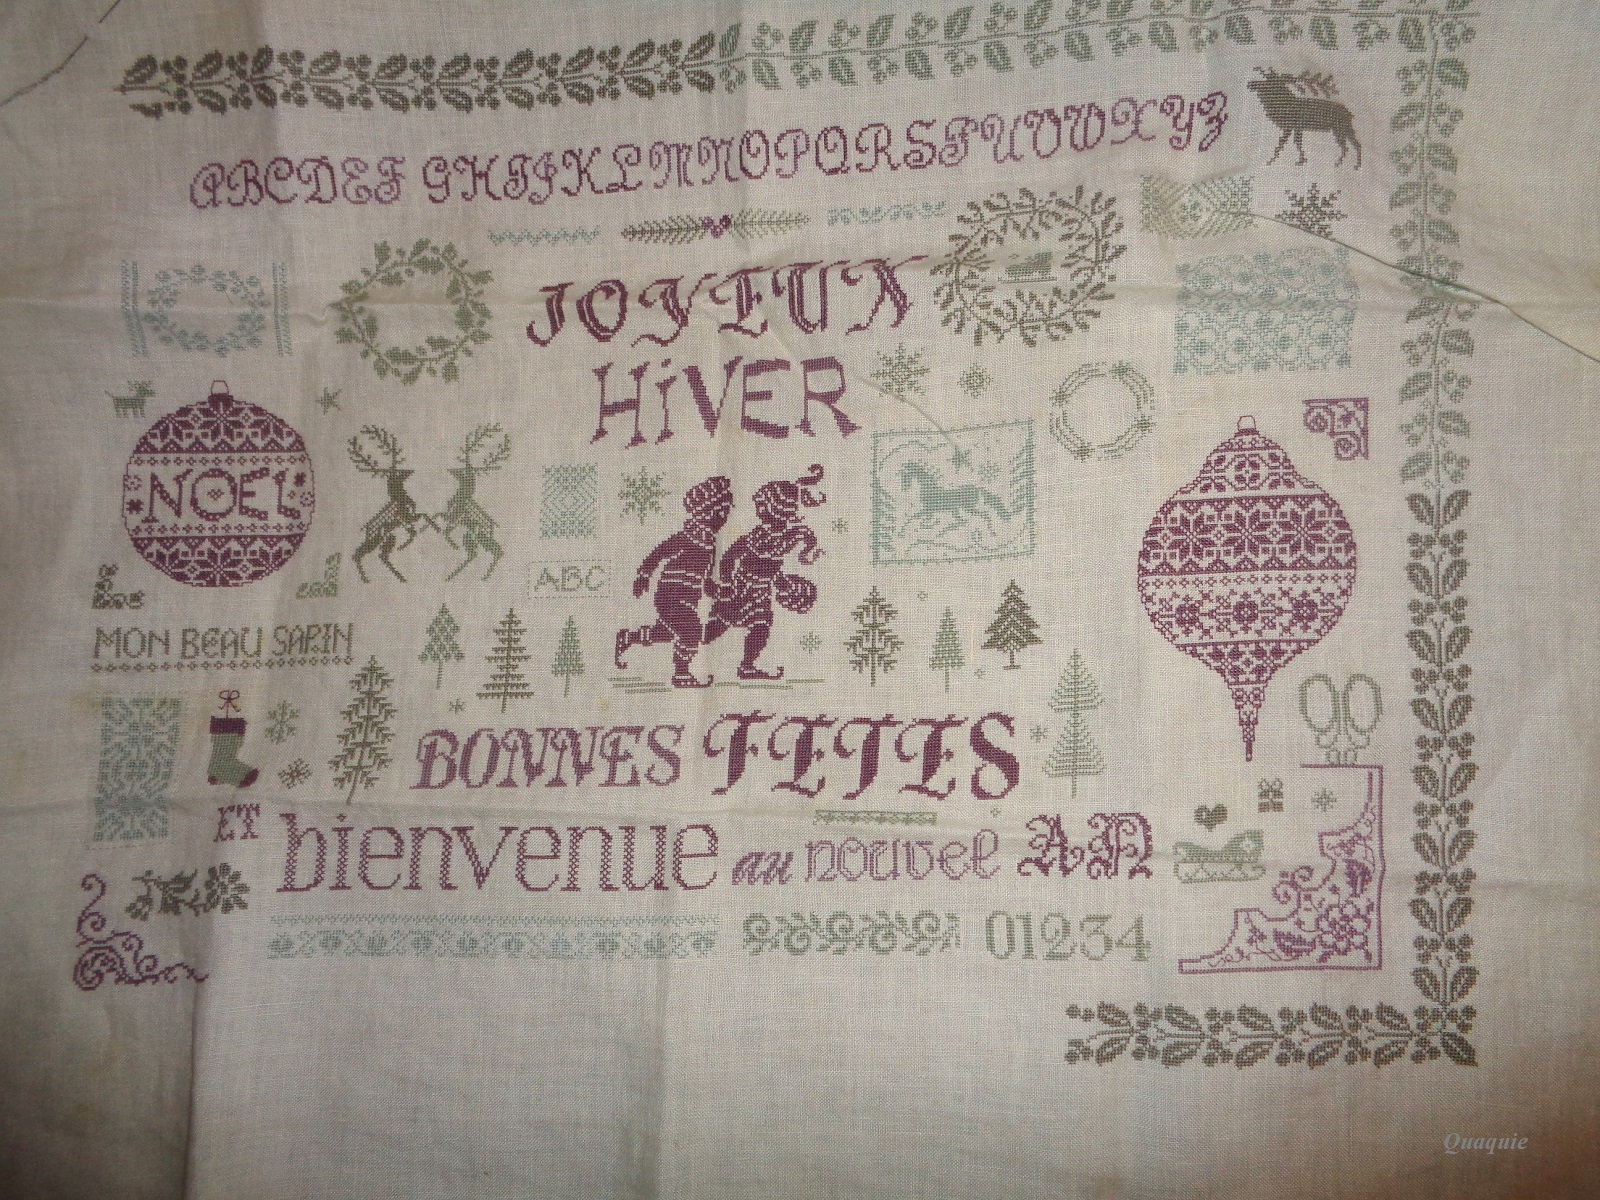 ABCDEF GHIJKLMNOPQRSTUVWXYZ
JOYEUX
HiVER
NOEL
ABC
MON BEAU SAPIN
BONNES FETES
ET bienvenue au nouvel AN
01234
Quaquie